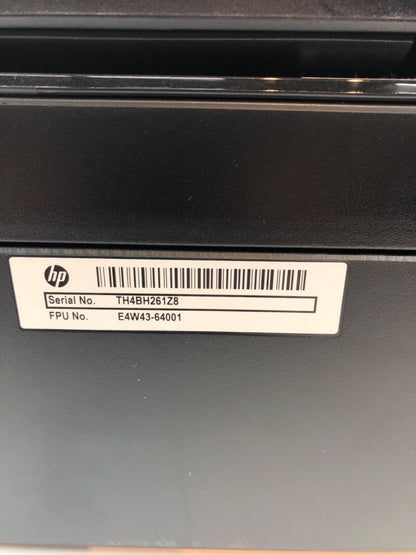 hp
Serial No. TH4BH261Z8
FPU No. E4W43-64001